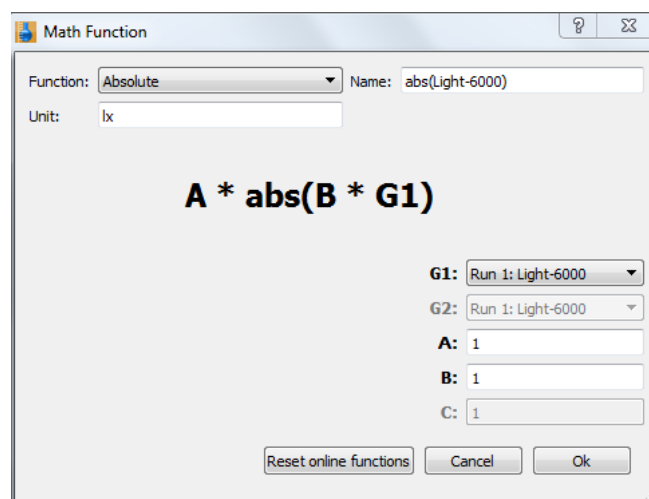 Math Function
Function: Absolute Name: abs(Light-6000)
Unit: lx
A * abs(B * G1)
G1: Run 1: Light-6000
G2: Run 1: Light-6000
A: 1
B: 1
C: 1
Reset online functions Cancel Ok